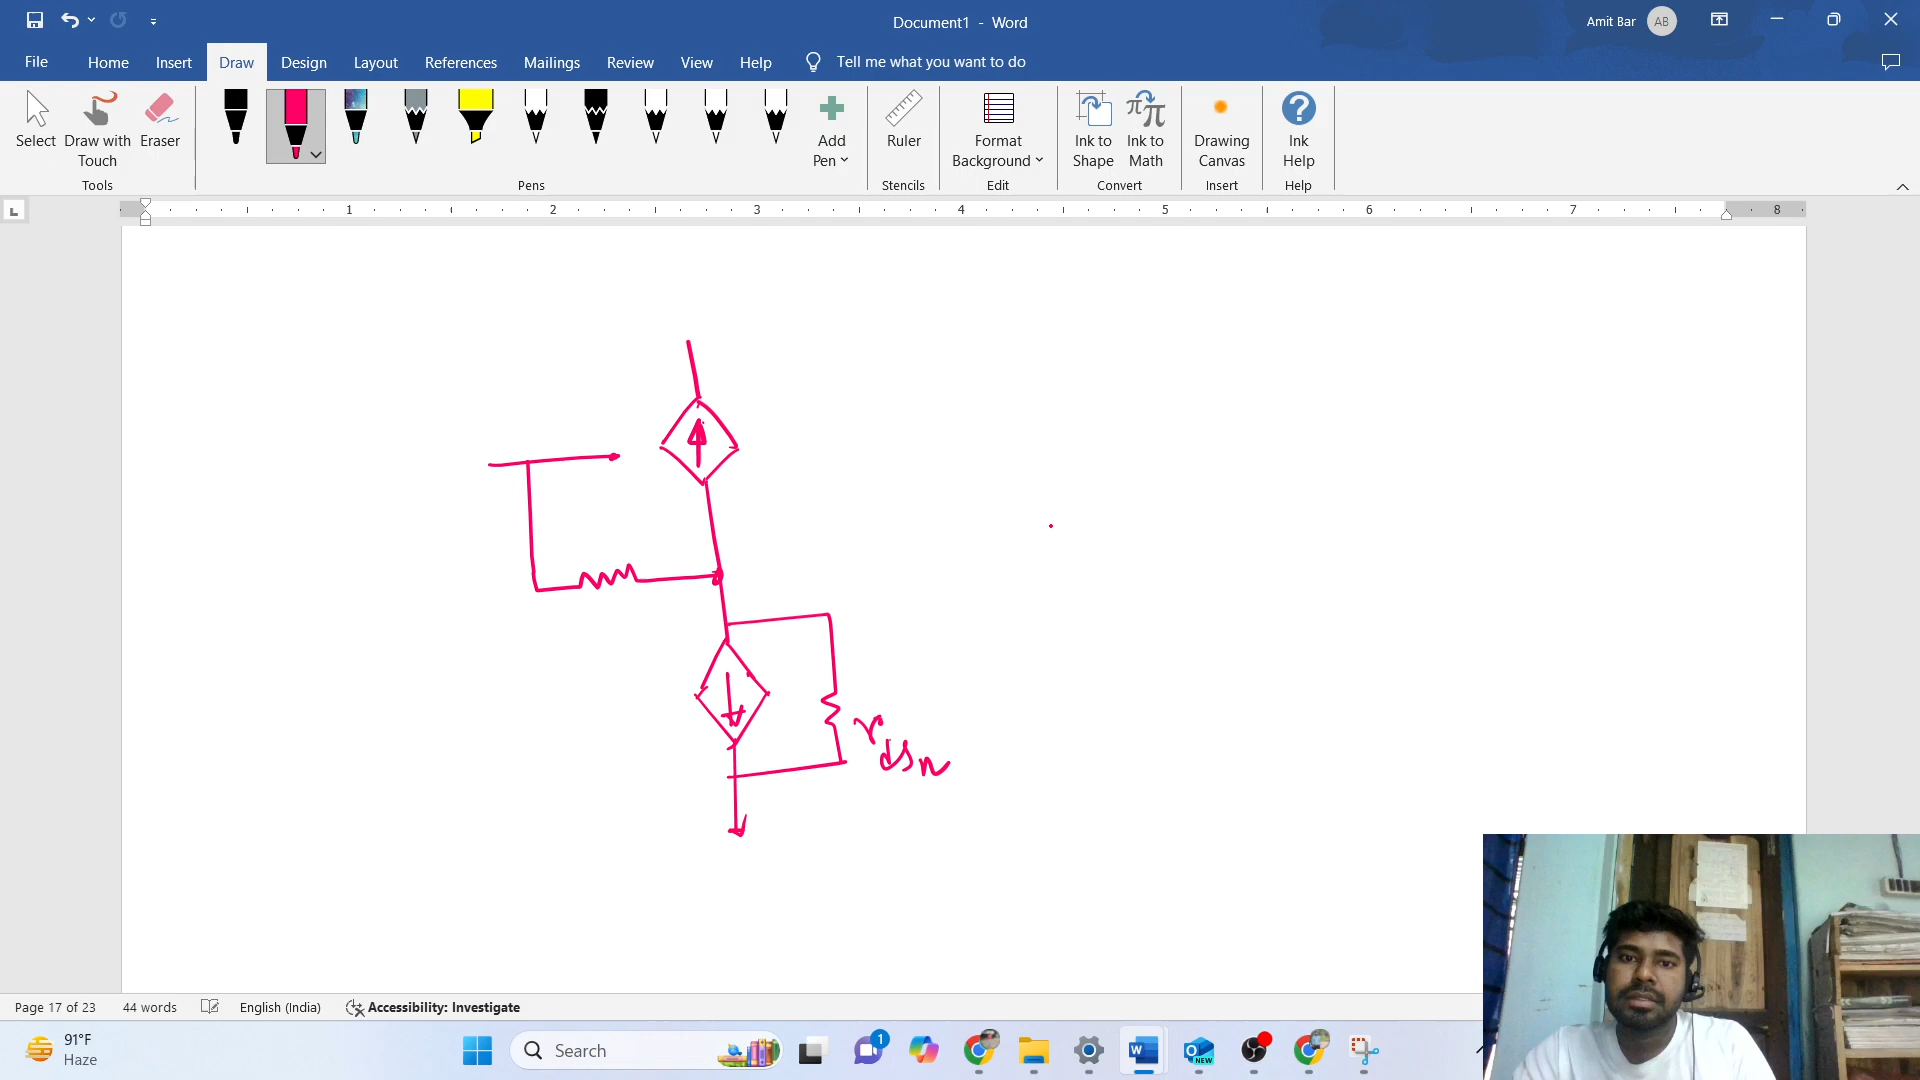 Document1 - Word
Amit Bar
AB
File
Home
Insert
Draw
Design
Layout
References
Mailings
Review
View
Help
Tell me what you want to do
Select
Draw with Touch
Eraser
Add Pen
Ruler
Format Background
Ink to Shape
Ink to Math
Drawing Canvas
Ink Help
Tools
Pens
Stencils
Edit
Convert
Insert
Help
L
1 2 3 4 5 6 7 8
r
dsn
Page 17 of 23
44 words
English (India)
Accessibility: Investigate
91°F
Haze
Search
1
NEW